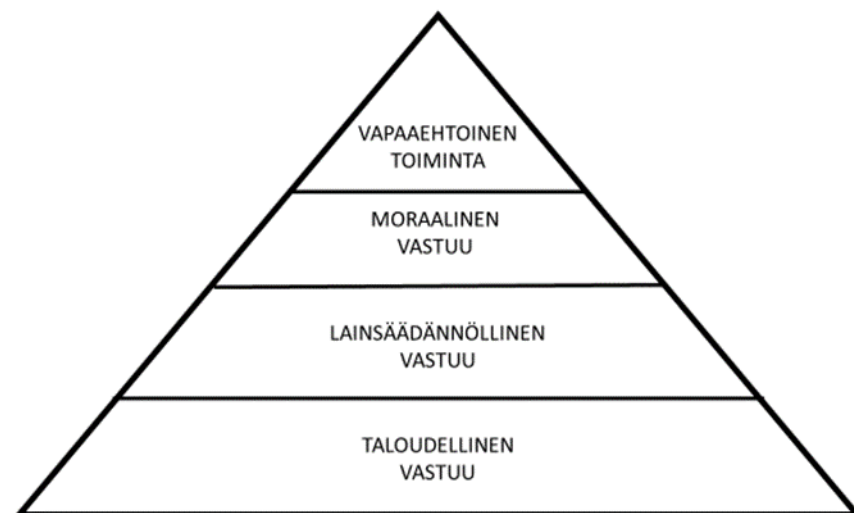 VAPAAEHTOINEN
TOIMINTA
MORAALINEN
VASTUU
LAINSÄÄDÄNNÖLLINEN
VASTUU
TALOUDELLINEN
VASTUU